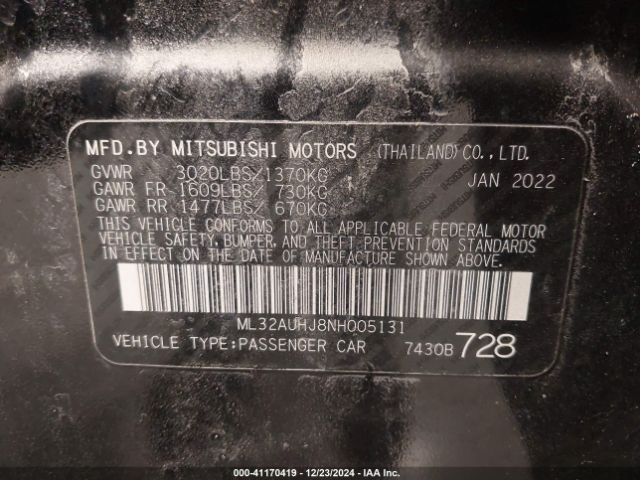 MFD.BY MITSUBISHI MOTORS (THAILAND)CO.,LTD.
GVWR 3020LBS/1370KG JAN 2022
GAWR FR 1609LBS/ 730KG
GAWR RR 1477LBS/ 670KG
THIS VEHICLE CONFORMS TO ALL APPLICABLE FEDERAL MOTOR
VEHICLE SAFETY, BUMPER, AND THEFT PREVENTION STANDARDS
IN EFFECT ON THE DATE OF MANUFACTURE SHOWN ABOVE.
ML32AUHJ8NH005131
VEHICLE TYPE:PASSENGER CAR 7430B 728
000-41170419 - 12/23/2024 - IAA Inc.